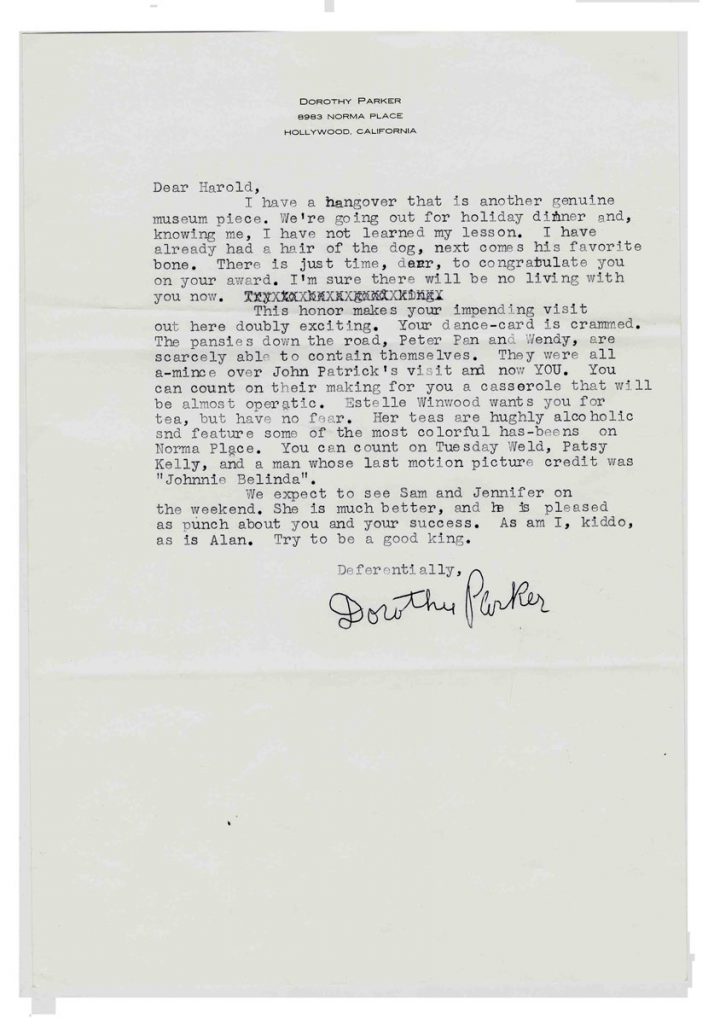 DOROTHY PARKER
8983 NORMA PLACE
HOLLYWOOD, CALIFORNIA
Dear Harold,
I have a hangover that is another genuine
museum piece. We're going out for holiday dinner and,
knowing me, I have not learned my lesson. I have
already had a hair of the dog, next comes his favorite
bone. There is just time, dear, to congratulate you
on your award. I'm sure there will be no living with
you now.
This honor makes your impending visit
out here doubly exciting. Your dance-card is crammed.
The pansies down the road, Peter Pan and Wendy, are
scarcely able to contain themselves. They were all
a-mince over John Patrick's visit and now YOU. You
can count on their making for you a casserole that will
be almost operatic. Estelle Winwood wants you for
tea, but have no fear. Her teas are hughly alcoholic
snd feature some of the most colorful has-beens on
Norma Place. You can count on Tuesday Weld, Patsy
Kelly, and a man whose last motion picture credit was
"Johnnie Belinda".
We expect to see Sam and Jennifer on
the weekend. She is much better, and he is pleased
as punch about you and your success. As am I, kiddo,
as is Alan. Try to be a good king.
Deferentially,
Dorothy Parker